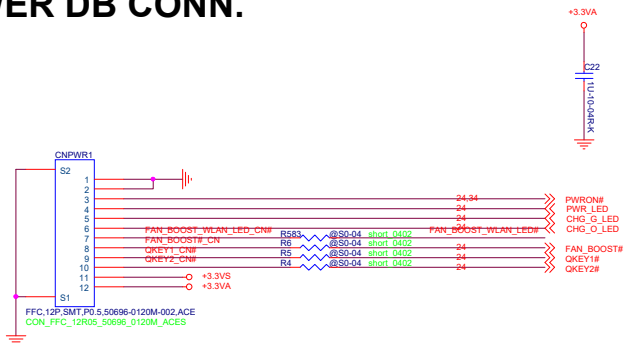 WER DB CONN.
+3.3VA
C22
1U-10-04R-K
CNPWR1
S2
1
2
3 24,34 PWRON#
4 24 PWR_LED
5 24 CHG_G_LED
6 24 CHG_O_LED
7 FAN_BOOST_WLAN_LED_CN# R583 @S0-04 short_0402 FAN_BOOST_WLAN_LED#
8 FAN_BOOST#_CN R6 @S0-04 short_0402 24 FAN_BOOST#
9 QKEY1_CN# R5 @S0-04 short_0402 24 QKEY1#
10 QKEY2_CN# R4 @S0-04 short_0402 24 QKEY2#
11 +3.3VS
12 +3.3VA
S1
FFC,12P,SMT,P0.5,50696-0120M-002,ACE
CON_FFC_12R05_50696_0120M_ACES